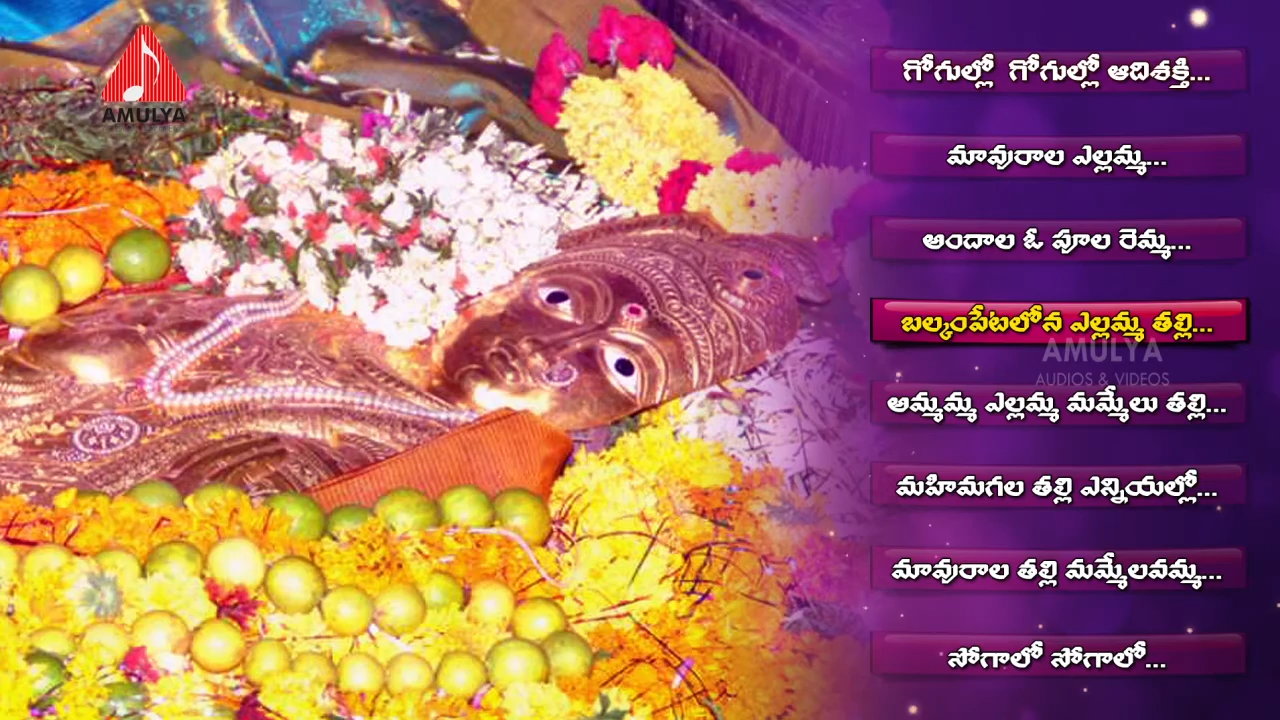 AMULYA
గోగుల్లో గోగుల్లో ఆదిశక్తి...
మావురాల ఎల్లమ్మ...
అందాల ఓ పూల రెమ్మ...
బల్కంపేటలోన ఎల్లమ్మ తల్లి...
AMULYA
AUDIOS & VIDEOS
అమ్మమ్మ ఎల్లమ్మ మమ్మేలు తల్లి...
మహిమగల తల్లి ఎన్నియల్లో...
మావురాల తల్లి మమ్మేలవమ్మ...
సోగాలో సోగాలో...